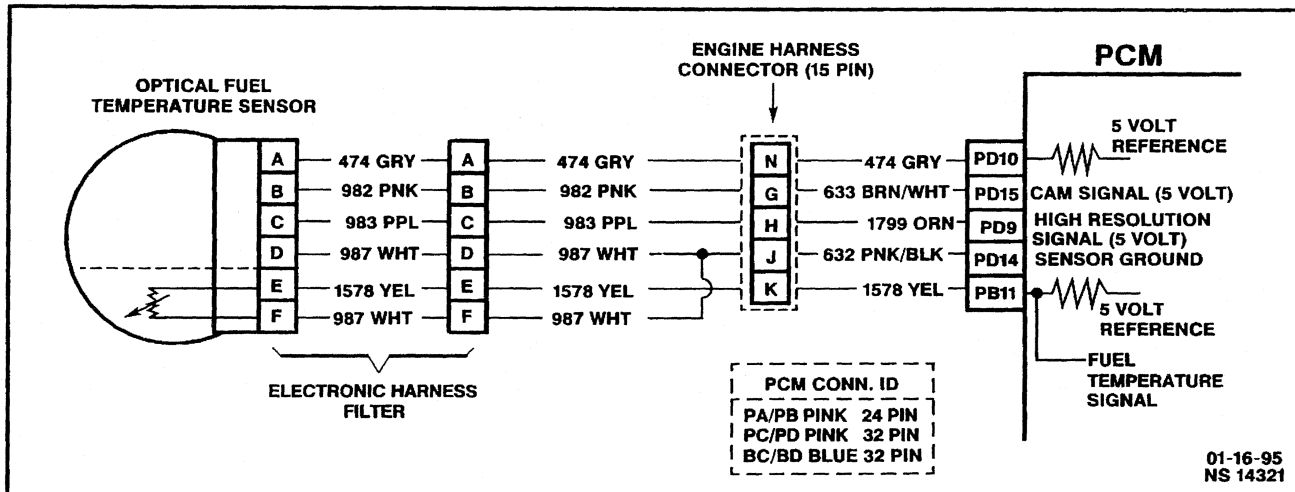 ENGINE HARNESS
CONNECTOR (15 PIN)
PCM
OPTICAL FUEL
TEMPERATURE SENSOR
5 VOLT
REFERENCE
A 474 GRY A 474 GRY N 474 GRY PD10
B 982 PNK B 982 PNK G 633 BRN/WHT PD15 CAM SIGNAL (5 VOLT)
C 983 PPL C 983 PPL H 1799 ORN PD9 HIGH RESOLUTION
SIGNAL (5 VOLT)
D 987 WHT D 987 WHT J 632 PNK/BLK PD14 SENSOR GROUND
E 1578 YEL E 1578 YEL K 1578 YEL PB11
F 987 WHT F 987 WHT
5 VOLT
REFERENCE
FUEL
TEMPERATURE
SIGNAL
ELECTRONIC HARNESS
FILTER
PCM CONN. ID
PA/PB PINK 24 PIN
PC/PD PINK 32 PIN
BC/BD BLUE 32 PIN
01-16-95
NS 14321